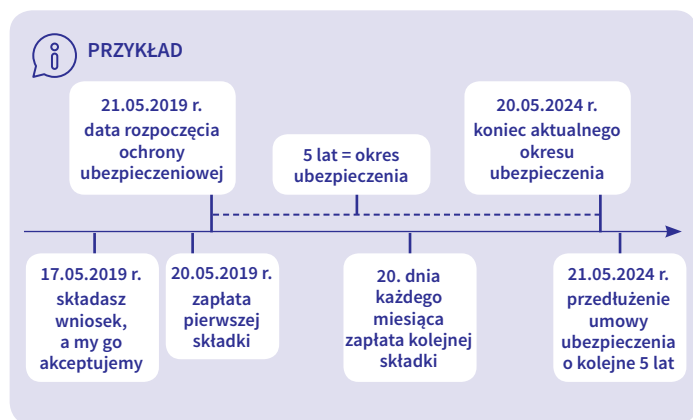 PRZYKŁAD
21.05.2019 r.
data rozpoczęcia
ochrony
ubezpieczeniowej
5 lat = okres
ubezpieczenia
20.05.2024 r.
koniec aktualnego
okresu
ubezpieczenia
17.05.2019 r.
składasz
wniosek,
a my go
akceptujemy
20.05.2019 r.
zapłata
pierwszej
składki
20. dnia
każdego
miesiąca
zapłata kolejnej
składki
21.05.2024 r.
przedłużenie
umowy
ubezpieczenia
o kolejne 5 lat